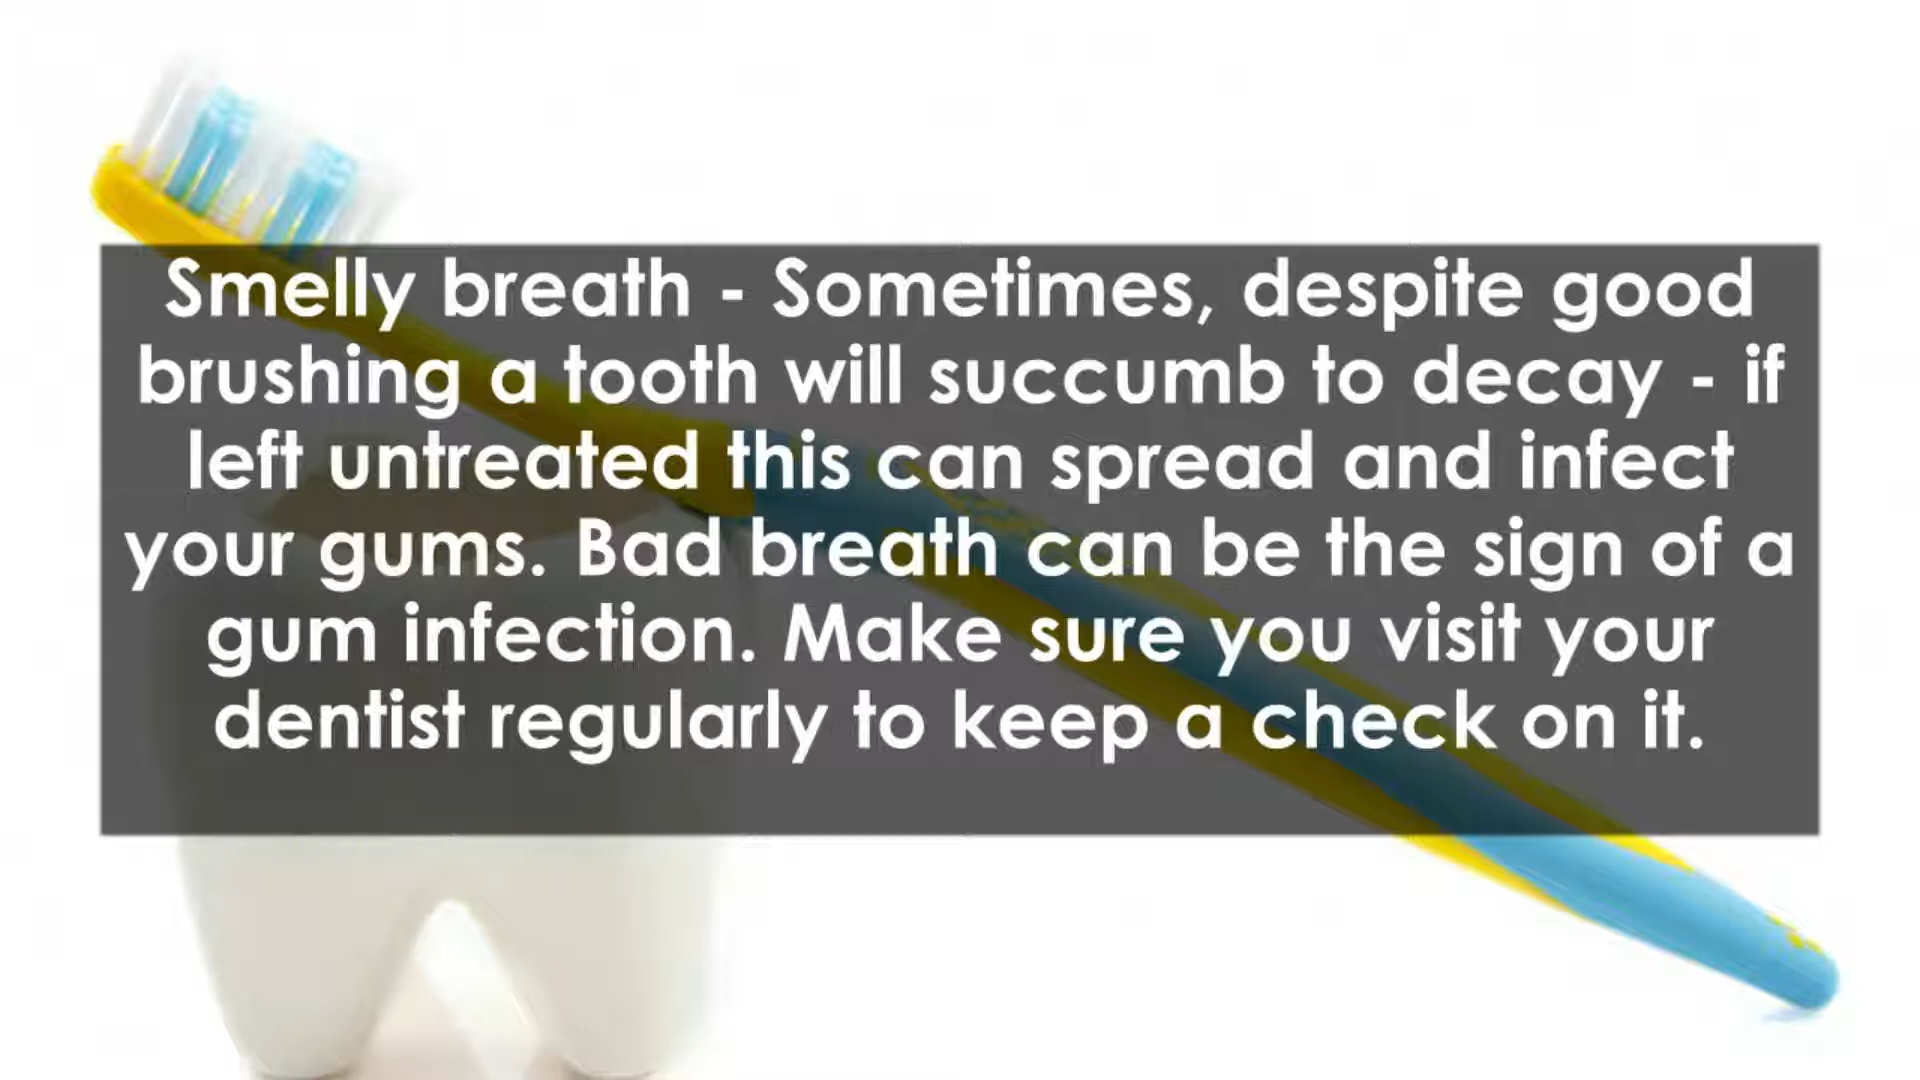 Smelly breath - Sometimes, despite good
brushing a tooth will succumb to decay - if
left untreated this can spread and infect
your gums. Bad breath can be the sign of a
gum infection. Make sure you visit your
dentist regularly to keep a check on it.